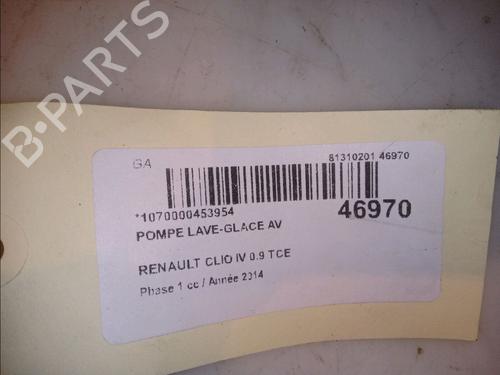 B-PARTS
GA
81310201 46970
*1070000453954
46970
POMPE LAVE-GLACE AV
RENAULT CLIO IV 0.9 TCE
Phase 1 cc / Année 2014